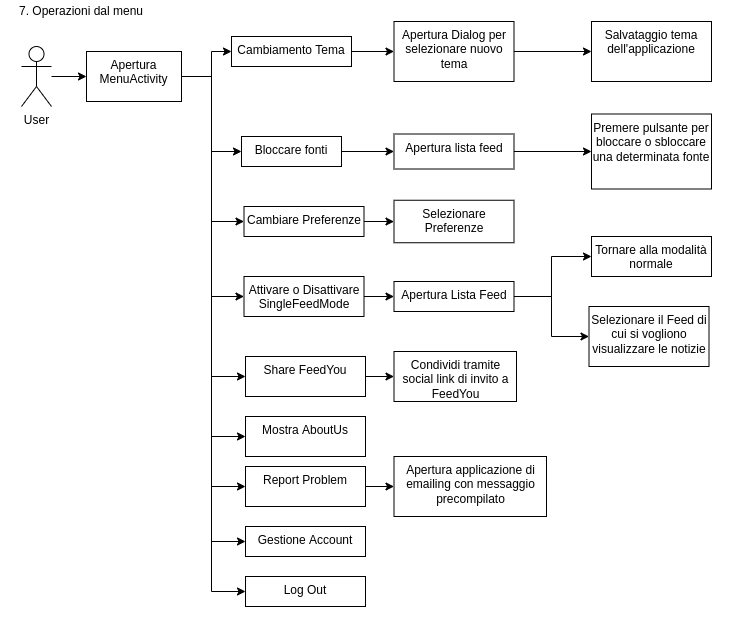 7. Operazioni dal menu
User
Apertura
MenuActivity
Cambiamento Tema
Apertura Dialog per
selezionare nuovo
tema
Salvataggio tema
dell'applicazione
Bloccare fonti
Apertura lista feed
Premere pulsante per
bloccare o sbloccare
una determinata fonte
Cambiare Preferenze
Selezionare
Preferenze
Attivare o Disattivare
SingleFeedMode
Apertura Lista Feed
Tornare alla modalità
normale
Selezionare il Feed di
cui si vogliono
visualizzare le notizie
Share FeedYou
Condividi tramite
social link di invito a
FeedYou
Mostra AboutUs
Report Problem
Apertura applicazione di
emailing con messaggio
precompilato
Gestione Account
Log Out